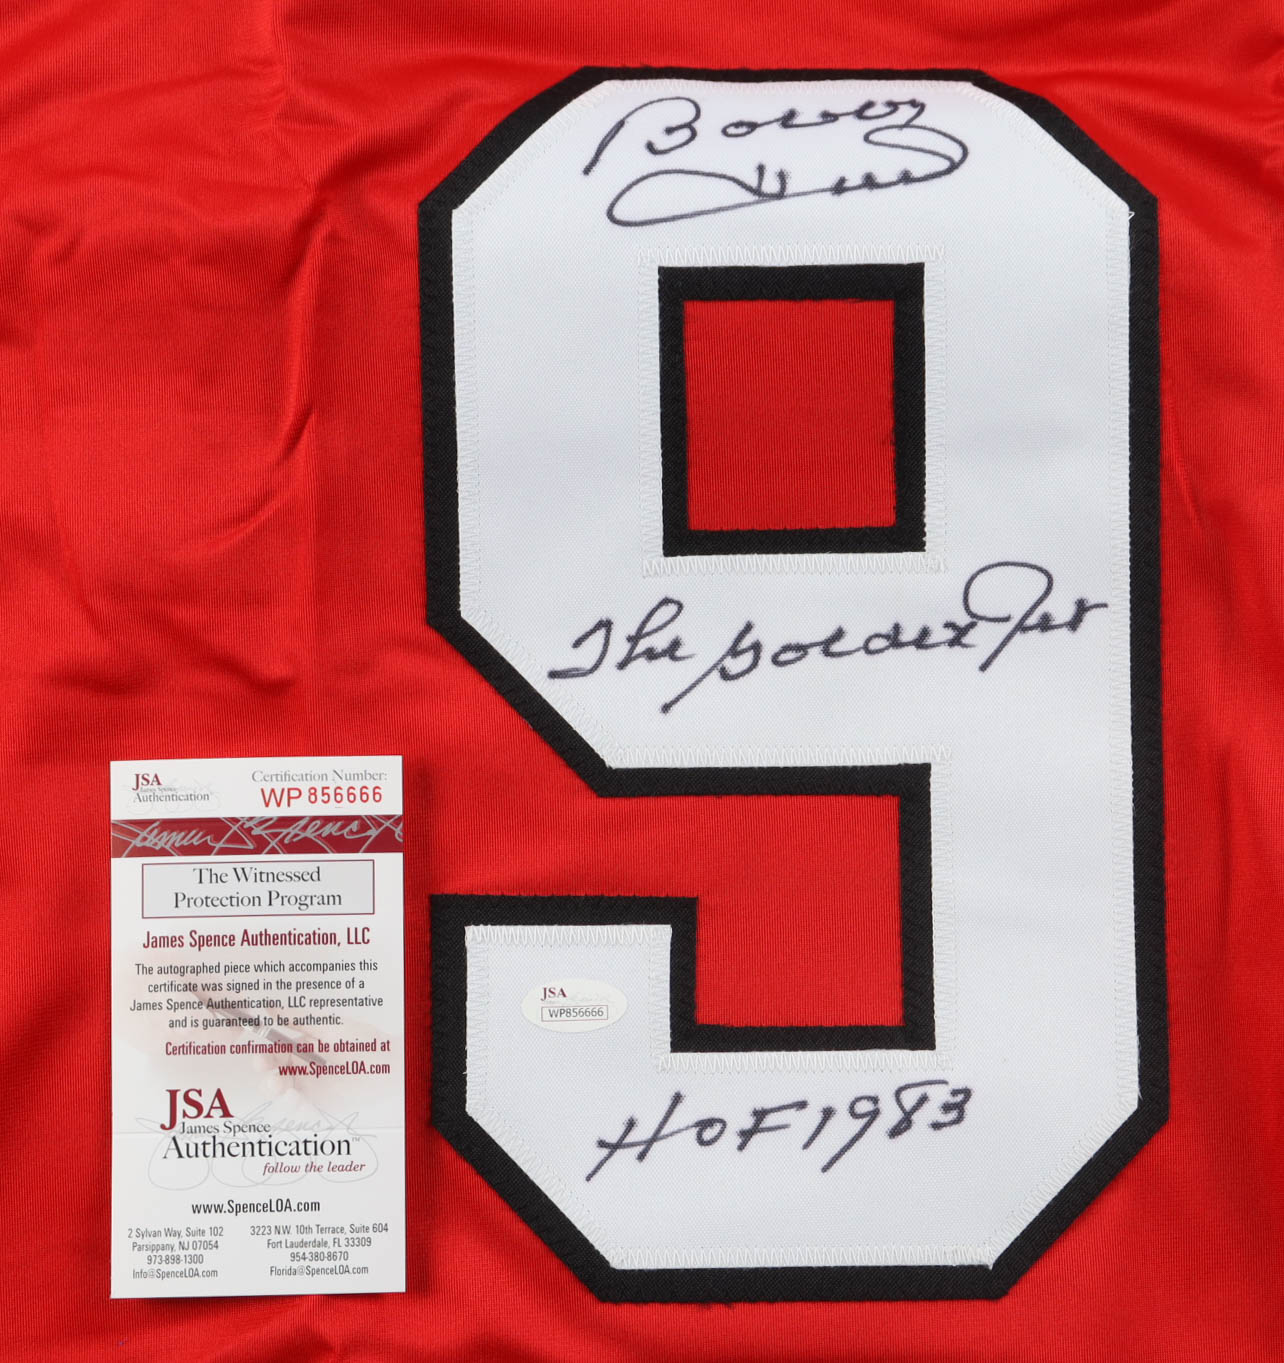 Bobby
Hull
The Golden Jet
9
JSA
James Spence
Authentication
Certification Number:
WP 856666
The Witnessed
Protection Program
James Spence Authentication, LLC
The autographed piece which accompanies this
certificate was signed in the presence of a
James Spence Authentication, LLC representative
and is guaranteed to be authentic.
Certification confirmation can be obtained at
www.SpenceLOA.com
JSA
James Spence
Authentication™
follow the leader
www.SpenceLOA.com
2 Sylvan Way, Suite 102
Parsippany, NJ 07054
973-898-1300
Info@SpenceLOA.com
3223 N.W. 10th Terrace, Suite 604
Fort Lauderdale, FL 33309
954-380-8670
Florida@SpenceLOA.com
JSA
WP856666
HOF 1983